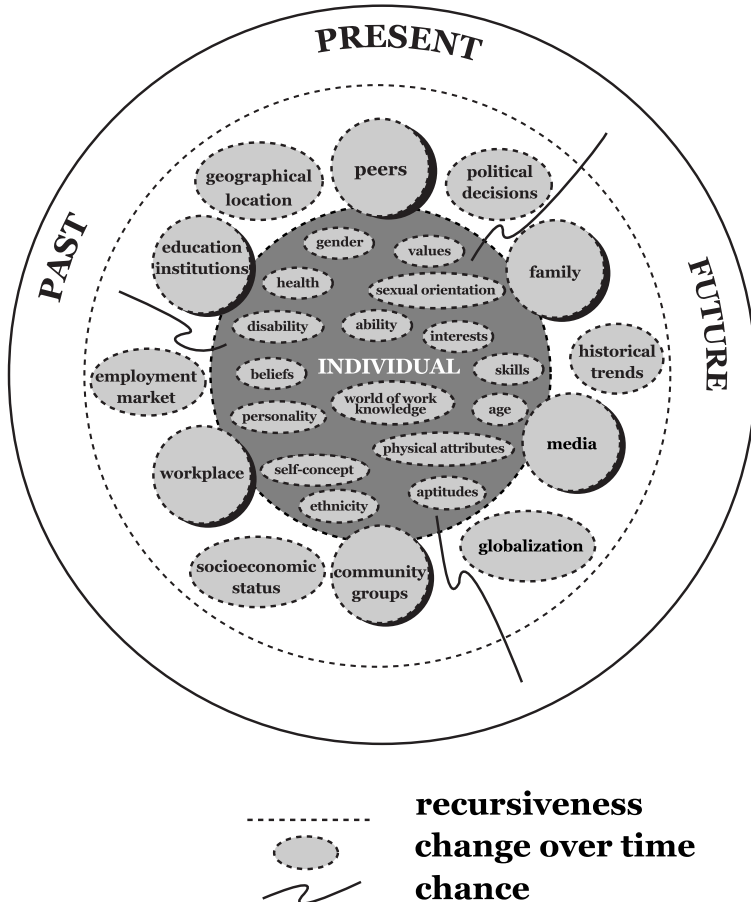 PRESENT
PAST
FUTURE
peers
geographical
location
political
decisions
education
institutions
family
gender
values
health
sexual orientation
disability
ability
interests
historical
trends
employment
market
beliefs
INDIVIDUAL
skills
world of work
knowledge
age
personality
media
physical attributes
workplace
self-concept
aptitudes
ethnicity
globalization
socioeconomic
status
community
groups
recursiveness
change over time
chance